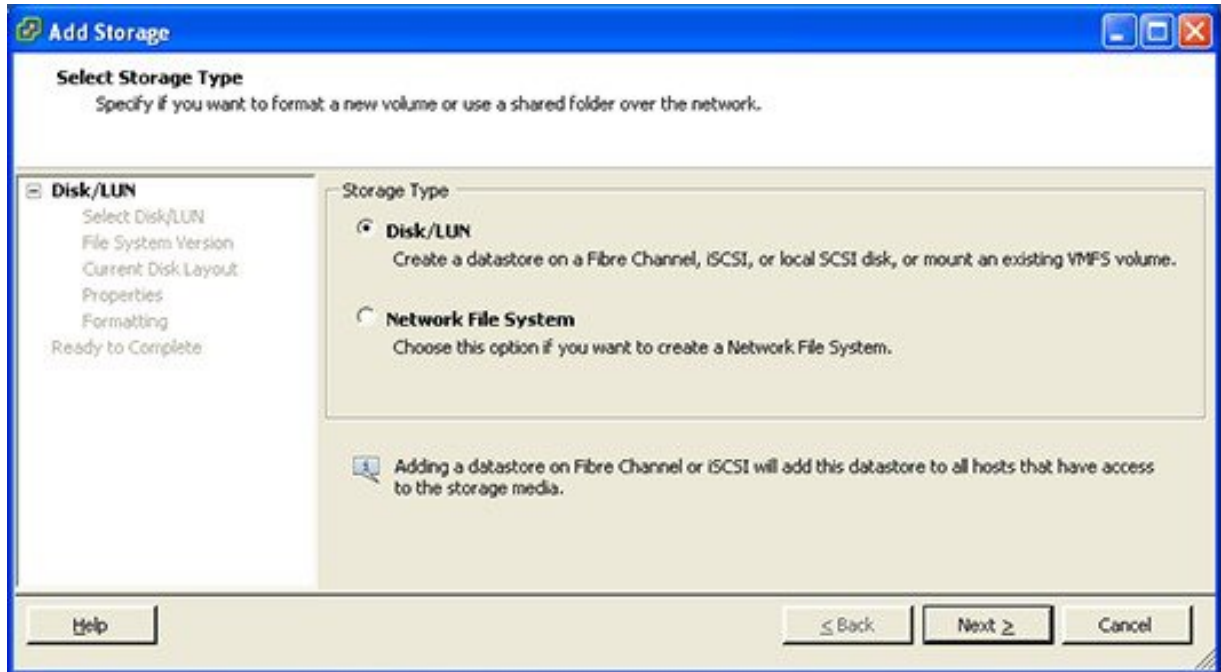 Add Storage
Select Storage Type
Specify if you want to format a new volume or use a shared folder over the network.
Disk/LUN
Select Disk/LUN
File System Version
Current Disk Layout
Properties
Formatting
Ready to Complete
Storage Type
Disk/LUN
Create a datastore on a Fibre Channel, iSCSI, or local SCSI disk, or mount an existing VMFS volume.
Network File System
Choose this option if you want to create a Network File System.
Adding a datastore on Fibre Channel or iSCSI will add this datastore to all hosts that have access
to the storage media.
Help
< Back
Next >
Cancel